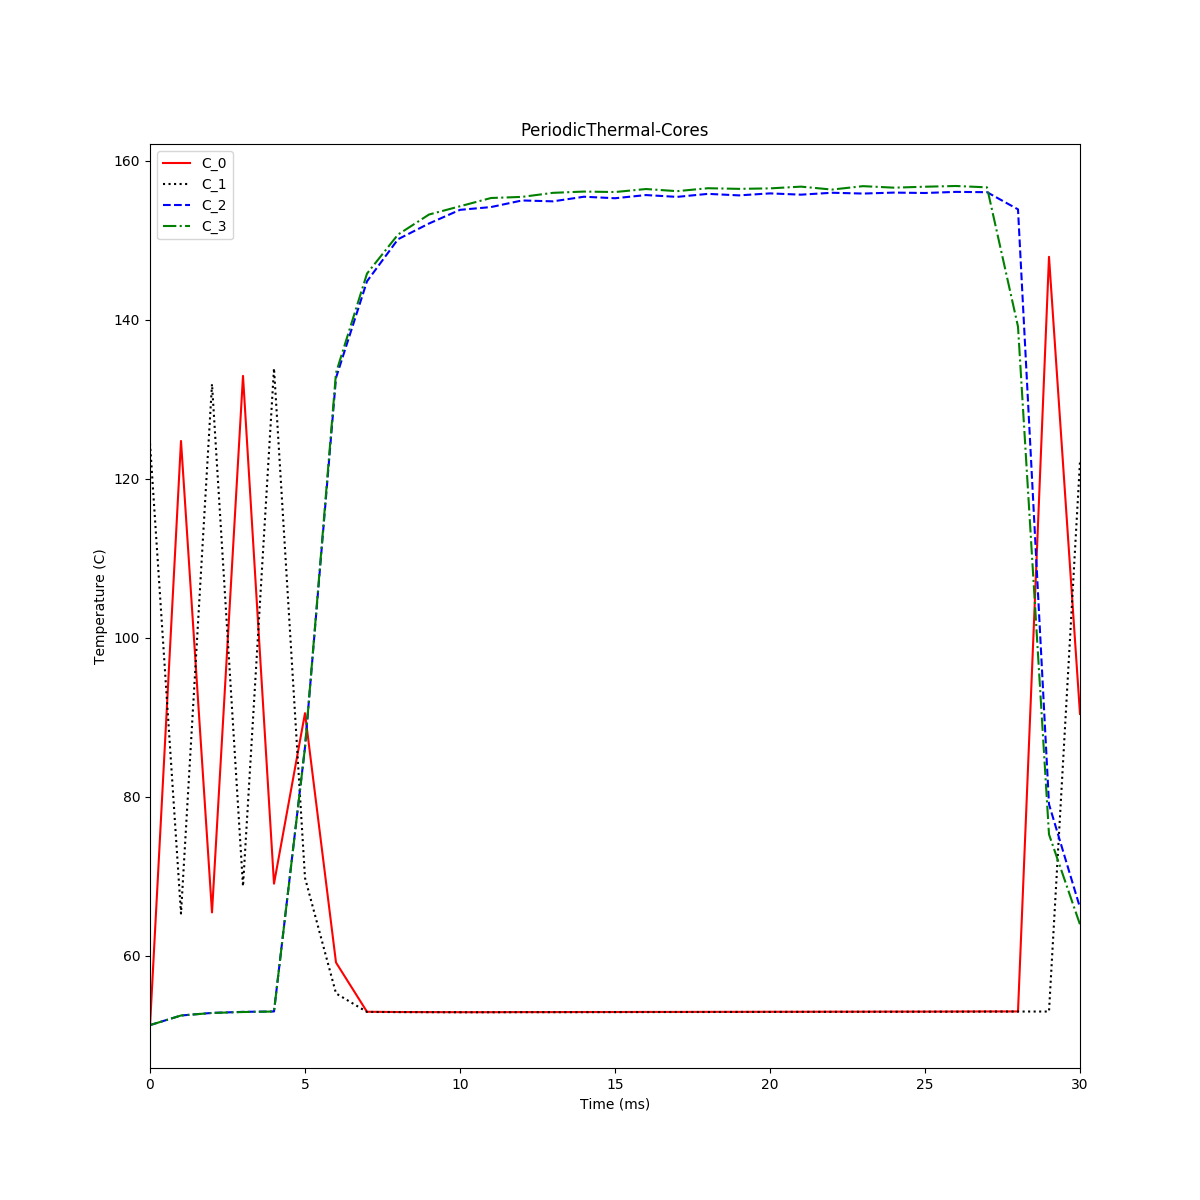 PeriodicThermal-Cores
160
140
120
100
80
60
Temperature (C)
C_0
C_1
C_2
C_3
0 5 10 15 20 25 30
Time (ms)